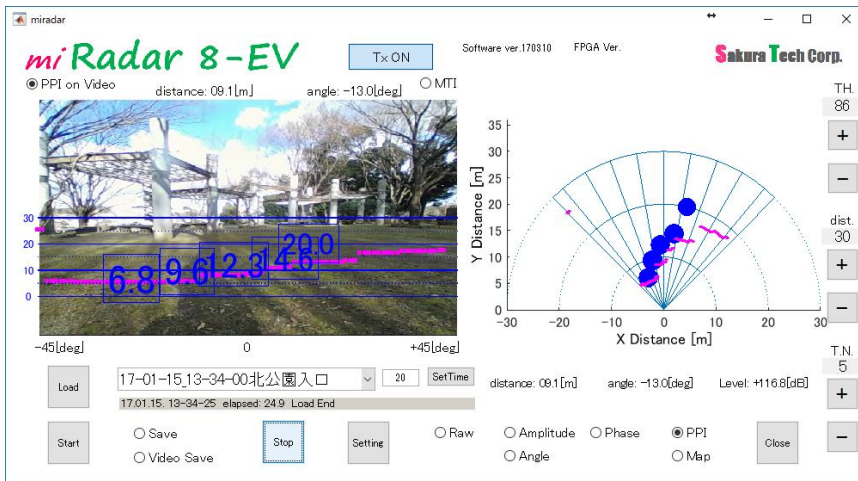 miradar
mi Radar 8-EV
Tx ON
Software ver.170310 FPGA Ver.
Sakura Tech Corp.
PPI on Video
distance: 09.1[m] angle: -13.0[deg]
MTI
TH.
86
+
−
dist.
30
+
−
T.N.
5
+
−
30
20
10
0
6.8
9.6
12.3
14.6
20.0
-45[deg] 0 +45[deg]
35
30
25
20
15
10
5
0
Y Distance [m]
-30 -20 -10 0 10 20 30
X Distance [m]
Load
17-01-15_13-34-00北公園入口
20
SetTime
17.01.15. 13-34-25 elapsed: 24.9 Load End
distance: 09.1[m] angle: -13.0[deg] Level: +116.8[dB]
Start
Save
Video Save
Stop
Setting
Raw
Amplitude
Phase
PPI
Angle
Map
Close